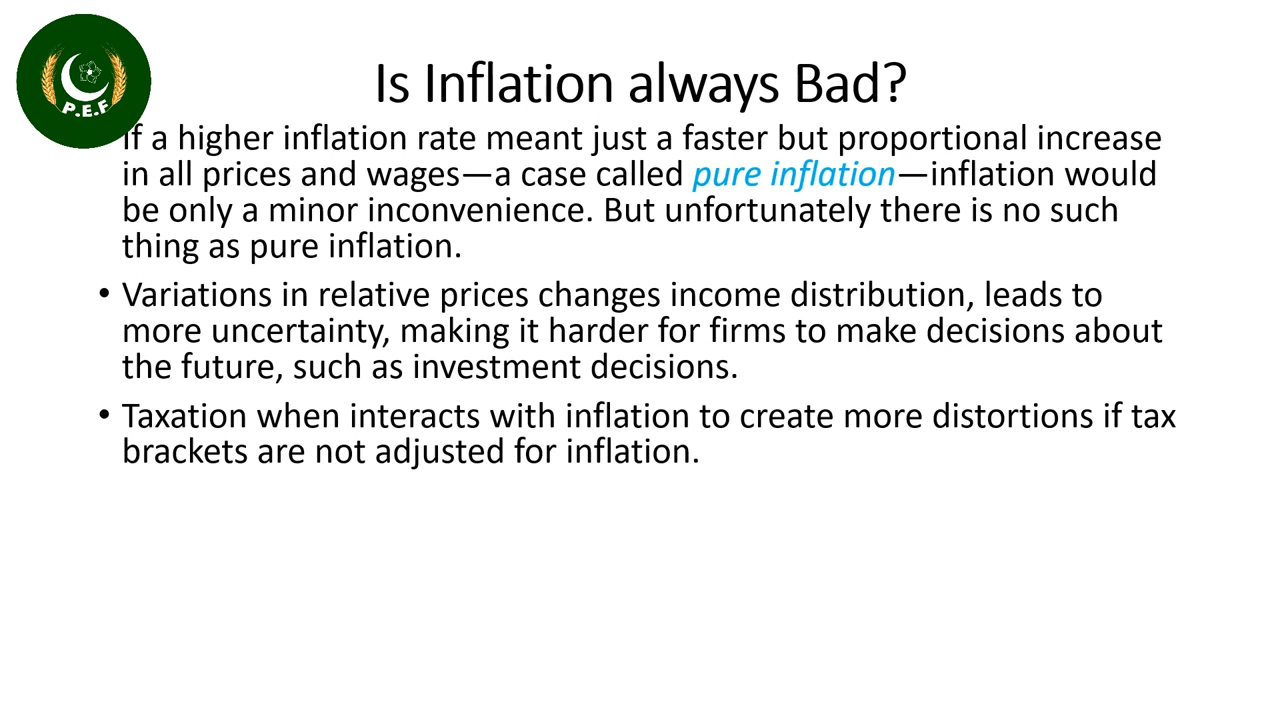 P.E.F
Is Inflation always Bad?
If a higher inflation rate meant just a faster but proportional increase
in all prices and wages—a case called pure inflation—inflation would
be only a minor inconvenience. But unfortunately there is no such
thing as pure inflation.
• Variations in relative prices changes income distribution, leads to
more uncertainty, making it harder for firms to make decisions about
the future, such as investment decisions.
• Taxation when interacts with inflation to create more distortions if tax
brackets are not adjusted for inflation.